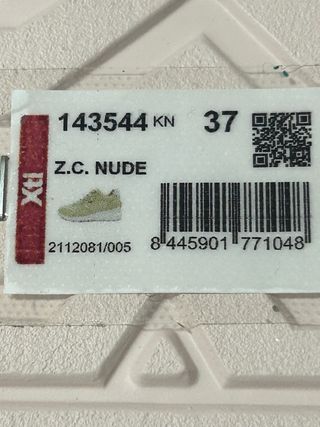 143544 KN 37
Z.C. NUDE
Xti
2112081/005
8 445901 771048